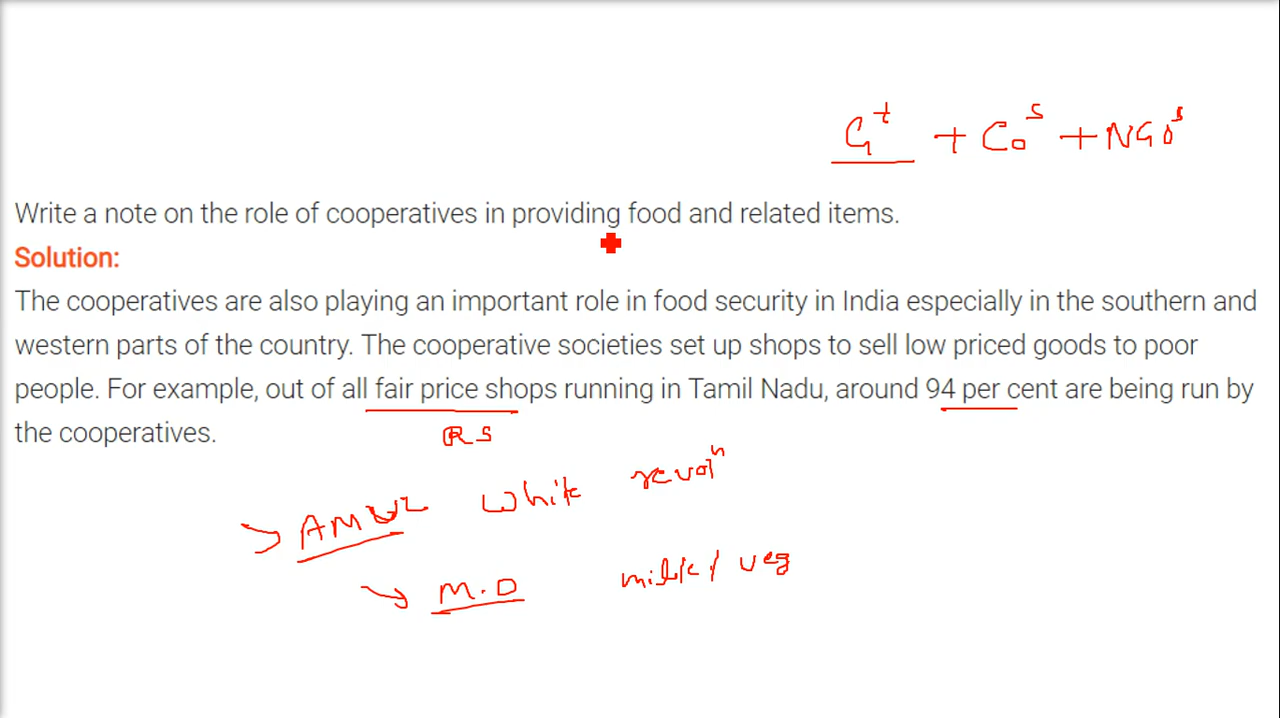 Gt + Cos + NGOs
Write a note on the role of cooperatives in providing food and related items.
Solution:
The cooperatives are also playing an important role in food security in India especially in the southern and
western parts of the country. The cooperative societies set up shops to sell low priced goods to poor
people. For example, out of all fair price shops running in Tamil Nadu, around 94 per cent are being run by
the cooperatives.
RS
AMUL White revoln
M.D milk/ veg